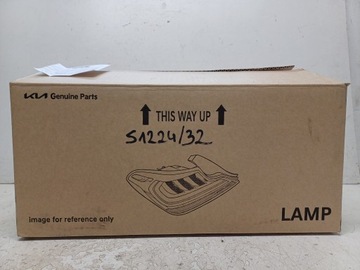 KIA Genuine Parts
THIS WAY UP
S1224/32
Image for reference only
LAMP